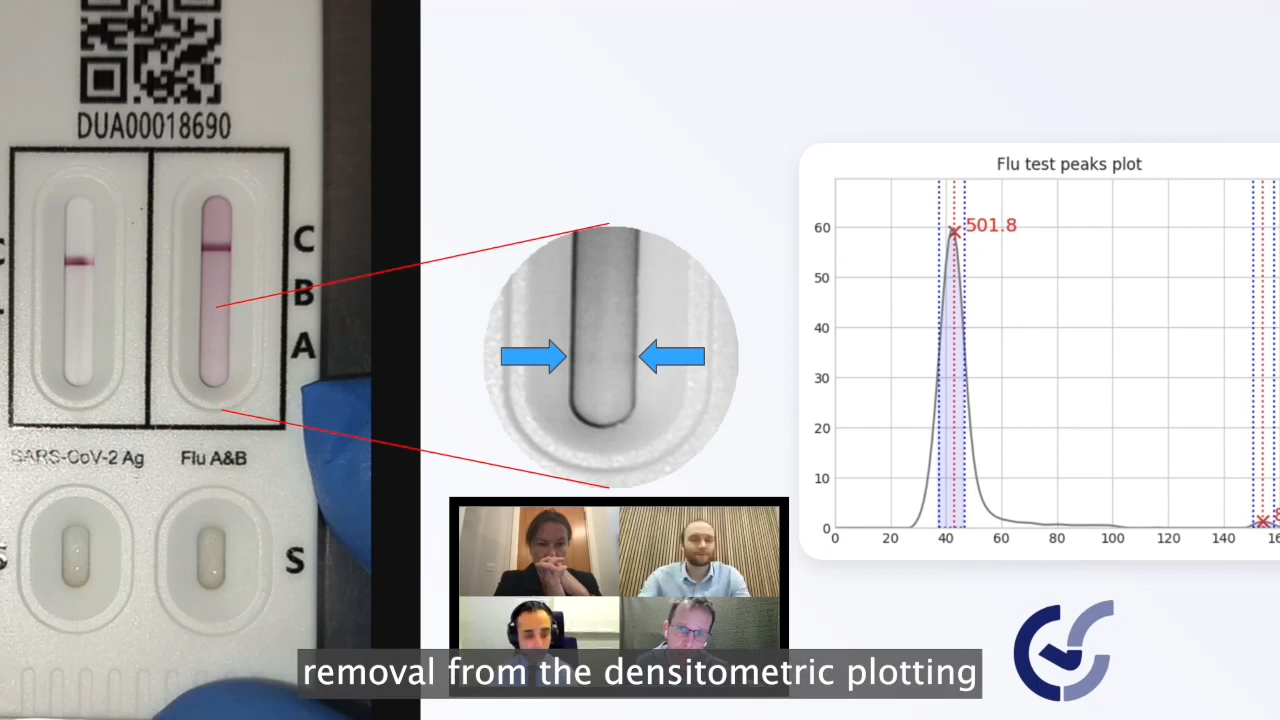 DUA00018690
C
C
B
A
SARS-CoV-2 Ag
Flu A&B
S
S
Flu test peaks plot
501.8
60
50
40
30
20
10
0
0
20
40
60
80
100
120
140
removal from the densitometric plotting